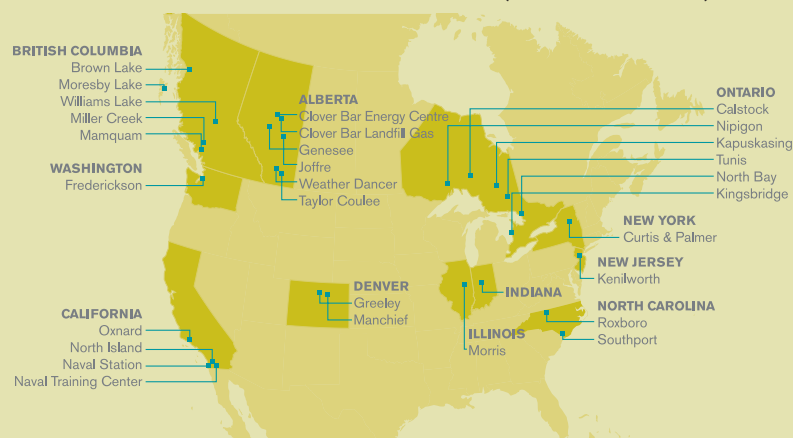 BRITISH COLUMBIA
Brown Lake
Moresby Lake
Williams Lake
Miller Creek
Mamquam
WASHINGTON
Frederickson
ALBERTA
Clover Bar Energy Centre
Clover Bar Landfill Gas
Genesee
Joffre
Weather Dancer
Taylor Coulee
ONTARIO
Calstock
Nipigon
Kapuskasing
Tunis
North Bay
Kingsbridge
NEW YORK
Curtis & Palmer
NEW JERSEY
Kenilworth
DENVER
Greeley
Manchief
INDIANA
ILLINOIS
Morris
NORTH CAROLINA
Roxboro
Southport
CALIFORNIA
Oxnard
North Island
Naval Station
Naval Training Center